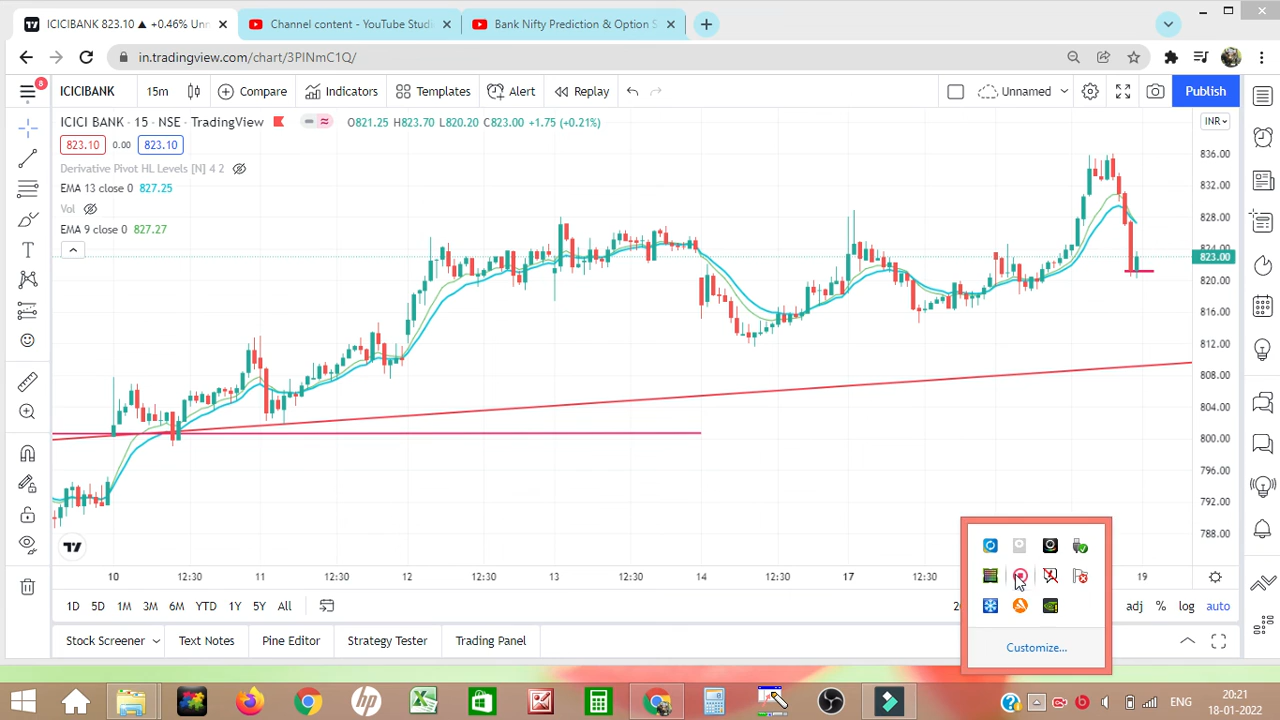 ICICIBANK 823.10 ▲ +0.46% Unn
Channel content - YouTube Studi
Bank Nifty Prediction & Option S
in.tradingview.com/chart/3PlNmC1Q/
8
ICICIBANK
15m
Compare
Indicators
Templates
Alert
Replay
Unnamed
Publish
ICICI BANK · 15 · NSE · TradingView
O821.25 H823.70 L820.20 C823.00 +1.75 (+0.21%)
INR
823.10 0.00 823.10
Derivative Pivot HL Levels [N] 4 2
EMA 13 close 0 827.25
Vol
EMA 9 close 0 827.27
836.00
832.00
828.00
824.00
823.00
820.00
816.00
812.00
808.00
804.00
800.00
796.00
792.00
788.00
10 12:30 11 12:30 12 12:30 13 12:30 14 12:30 17 12:30 19
1D 5D 1M 3M 6M YTD 1Y 5Y All
adj % log auto
Stock Screener
Text Notes
Pine Editor
Strategy Tester
Trading Panel
Customize...
ENG
20:21
18-01-2022